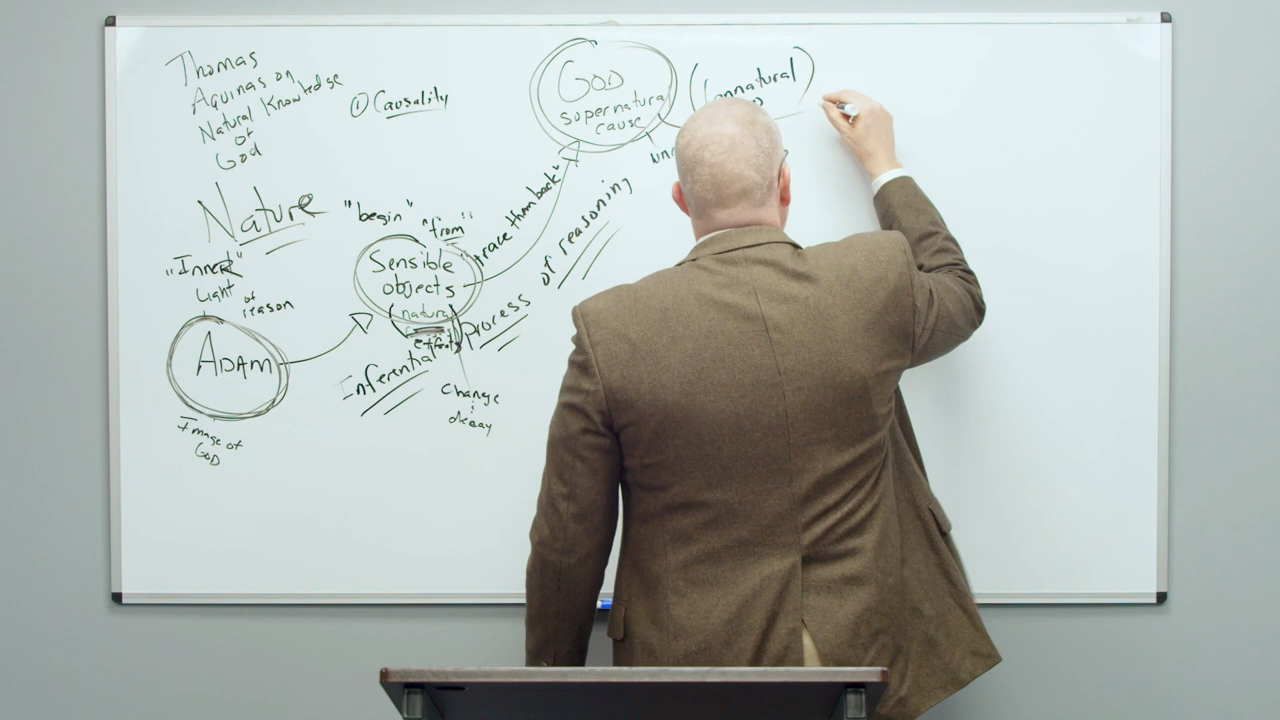 Thomas
Aquinas on
Natural Knowledge
of
God
① Causality
GOD
supernatural
cause
Nature
"begin"
"from"
"trace them back"
of reasoning
"Inner"
Light of
reason
Sensible
objects
(natural
effects)
Process
Inferential
ADAM
change
decay
Image of
GOD